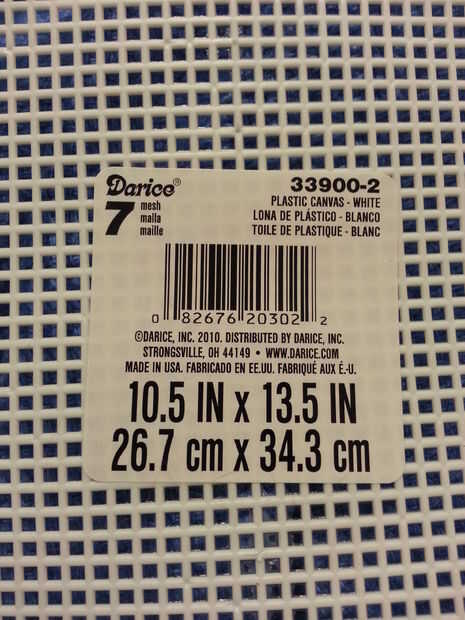 Darice® 33900-2
7 mesh PLASTIC CANVAS - WHITE
malla LONA DE PLÁSTICO - BLANCO
maille TOILE DE PLASTIQUE - BLANC
0 82676 20302 2
©DARICE, INC. 2010. DISTRIBUTED BY DARICE, INC.
STRONGSVILLE, OH 44149 • WWW.DARICE.COM
MADE IN USA. FABRICADO EN EE.UU. FABRIQUÉ AUX É.-U.
10.5 IN x 13.5 IN
26.7 cm x 34.3 cm